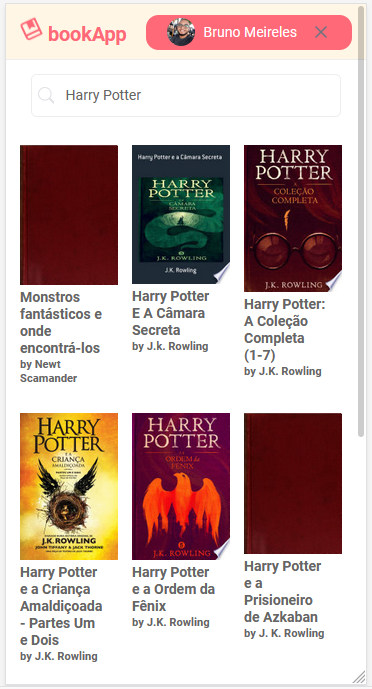 bookApp
Bruno Meireles
Harry Potter
Harry Potter e a Câmara Secreta
HARRY
POTTER
CÂMARA
SECRETA
J.K. ROWLING
J.K. Rowling
HARRY
POTTER
A
COLEÇÃO
COMPLETA
J.K. ROWLING
Monstros
fantásticos e
onde
encontrá-los
by Newt
Scamander
Harry Potter
E A Câmara
Secreta
by J.k. Rowling
Harry Potter:
A Coleção
Completa
(1-7)
by J.K. Rowling
HARRY
POTTER
E A
CRIANÇA
AMALDIÇOADA
J.K.ROWLING
JOHN TIFFANY & JACK THORNE
HARRY
POTTER
E A
ORDEM da
FÊNIX
J.K. ROWLING
Harry Potter
e a Criança
Amaldiçoada
- Partes Um
e Dois
by J.K. Rowling
Harry Potter
e a Ordem da
Fênix
by J.K. Rowling
Harry Potter
e a
Prisioneiro
de Azkaban
by J. K. Rowling